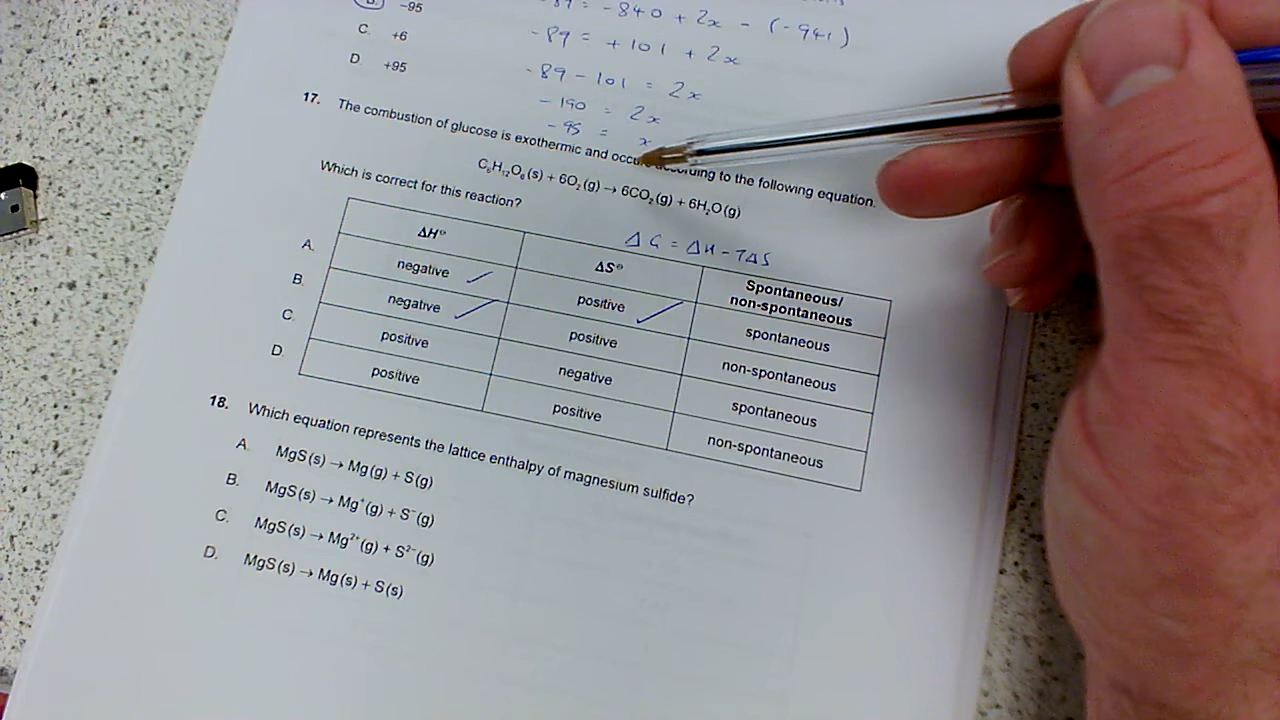 -95
-89 = -840 + 2x - (-941)
C. +6
-89 = +101 + 2x
D. +95
-89 - 101 = 2x
-190 = 2x
-95 = x
17. The combustion of glucose is exothermic and occurs according to the following equation.
C₆H₁₂O₆(s) + 6O₂(g) → 6CO₂(g) + 6H₂O(g)
Which is correct for this reaction?
ΔG = ΔH - TΔS
ΔH⊖ ΔS⊖ Spontaneous/ non-spontaneous
A. negative ✓ positive ✓ spontaneous
B. negative ✓ positive non-spontaneous
C. positive negative spontaneous
D. positive positive non-spontaneous
18. Which equation represents the lattice enthalpy of magnesium sulfide?
A. MgS(s) → Mg(g) + S(g)
B. MgS(s) → Mg⁺(g) + S⁻(g)
C. MgS(s) → Mg²⁺(g) + S²⁻(g)
D. MgS(s) → Mg(s) + S(s)